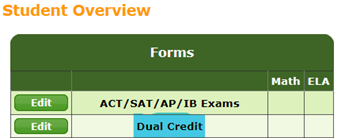 Student Overview
Forms
Math ELA
Edit ACT/SAT/AP/IB Exams
Edit Dual Credit